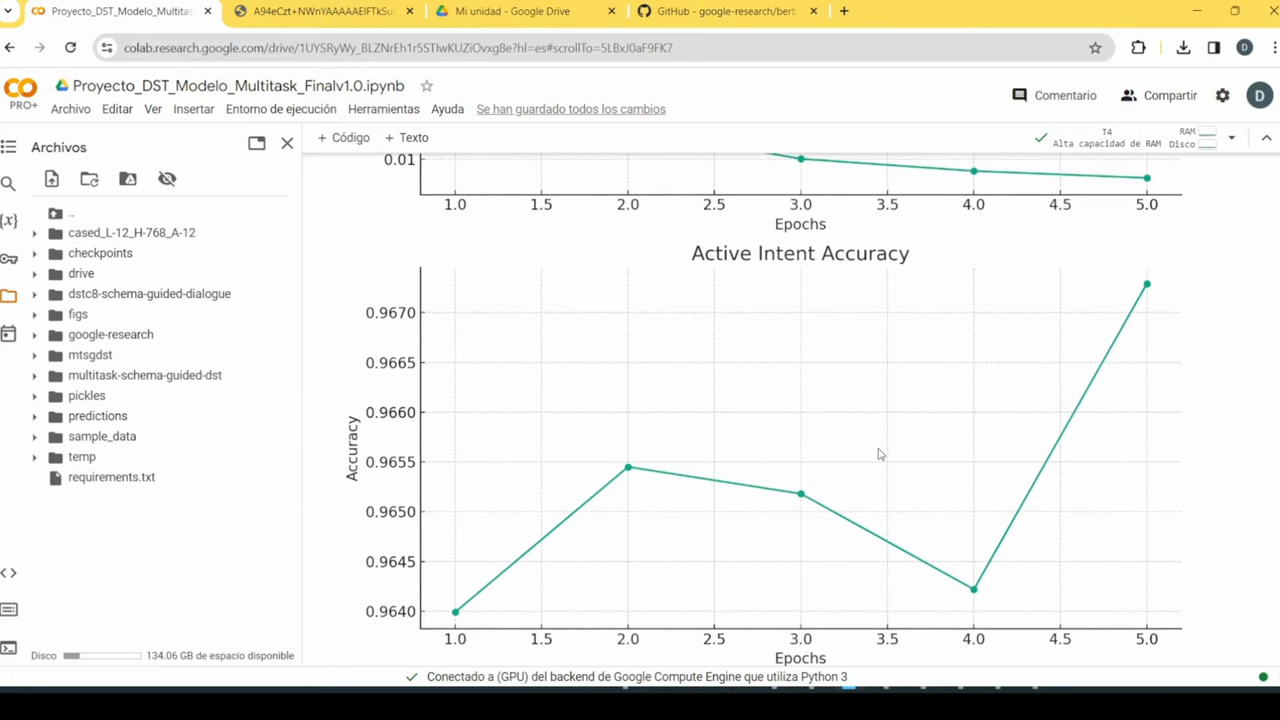 Proyecto_DST_Modelo_Multitas
A94eCzt+NWnYAAAAAElFTkSu
Mi unidad - Google Drive
GitHub - google-research/bert
colab.research.google.com/drive/1UYSRyWy_8LZNrEh1r5STIwKUZiOvxg8e?hl=es#scrollTo=5LBxJ0aF9FK7
D
PRO+
Proyecto_DST_Modelo_Multitask_Finalv1.0.ipynb
Archivo Editar Ver Insertar Entorno de ejecución Herramientas Ayuda Se han guardado todos los cambios
Comentario
Compartir
D
Archivos
+ Código + Texto
T4
Alta capacidad de RAM
RAM
Disco
{x}
..
cased_L-12_H-768_A-12
checkpoints
drive
dstc8-schema-guided-dialogue
figs
google-research
mtsgdst
multitask-schema-guided-dst
pickles
predictions
sample_data
temp
requirements.txt
Disco 134.06 GB de espacio disponible
0.01
1.0 1.5 2.0 2.5 3.0 3.5 4.0 4.5 5.0
Epochs
Active Intent Accuracy
Accuracy
0.9670
0.9665
0.9660
0.9655
0.9650
0.9645
0.9640
1.0 1.5 2.0 2.5 3.0 3.5 4.0 4.5 5.0
Epochs
Conectado a (GPU) del backend de Google Compute Engine que utiliza Python 3